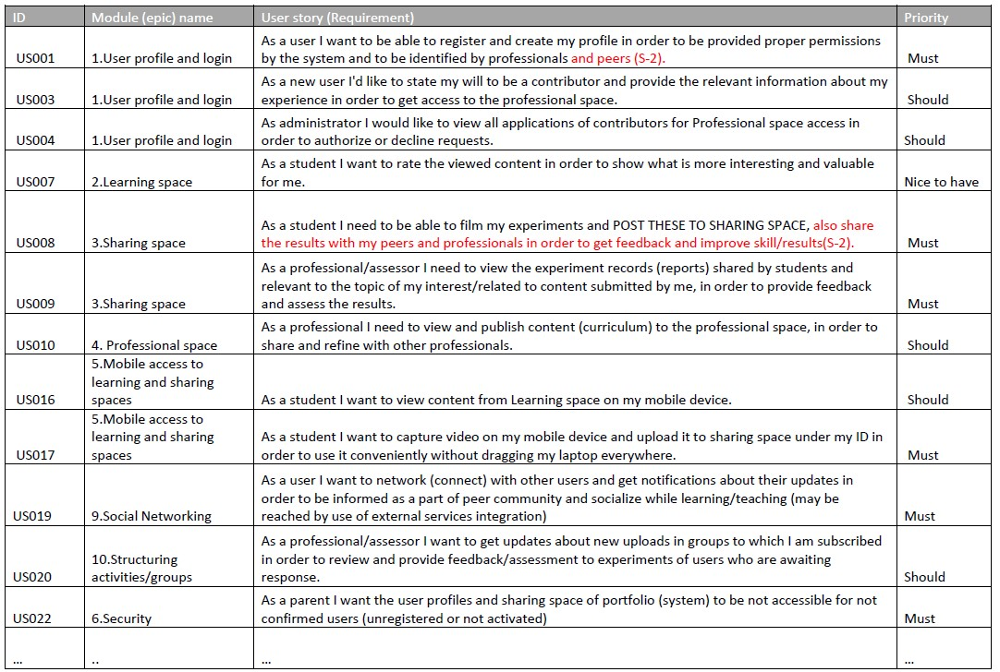 ID Module (epic) name User story (Requirement) Priority
As a user I want to be able to register and create my profile in order to be provided proper permissions
US001 1.User profile and login by the system and to be identified by professionals and peers (S-2). Must
As a new user I'd like to state my will to be a contributor and provide the relevant information about my
US003 1.User profile and login experience in order to get access to the professional space. Should
As administrator I would like to view all applications of contributors for Professional space access in
US004 1.User profile and login order to authorize or decline requests. Should
As a student I want to rate the viewed content in order to show what is more interesting and valuable
US007 2.Learning space for me. Nice to have
As a student I need to be able to film my experiments and POST THESE TO SHARING SPACE, also share
US008 3.Sharing space the results with my peers and professionals in order to get feedback and improve skill/results(S-2). Must
As a professional/assessor I need to view the experiment records (reports) shared by students and
relevant to the topic of my interest/related to content submitted by me, in order to provide feedback
US009 3.Sharing space and assess the results. Must
As a professional I need to view and publish content (curriculum) to the professional space, in order to
US010 4. Professional space share and refine with other professionals. Should
5.Mobile access to
learning and sharing
US016 spaces As a student I want to view content from Learning space on my mobile device. Should
5.Mobile access to
learning and sharing As a student I want to capture video on my mobile device and upload it to sharing space under my ID in
US017 spaces order to use it conveniently without dragging my laptop everywhere. Must
As a user I want to network (connect) with other users and get notifications about their updates in
order to be informed as a part of peer community and socialize while learning/teaching (may be
US019 9.Social Networking reached by use of external services integration) Must
As a professional/assessor I want to get updates about new uploads in groups to which I am subscribed
10.Structuring in order to review and provide feedback/assessment to experiments of users who are awaiting
US020 activities/groups response. Should
As a parent I want the user profiles and sharing space of portfolio (system) to be not accessible for not
US022 6.Security confirmed users (unregistered or not activated) Must
... .. ... ...